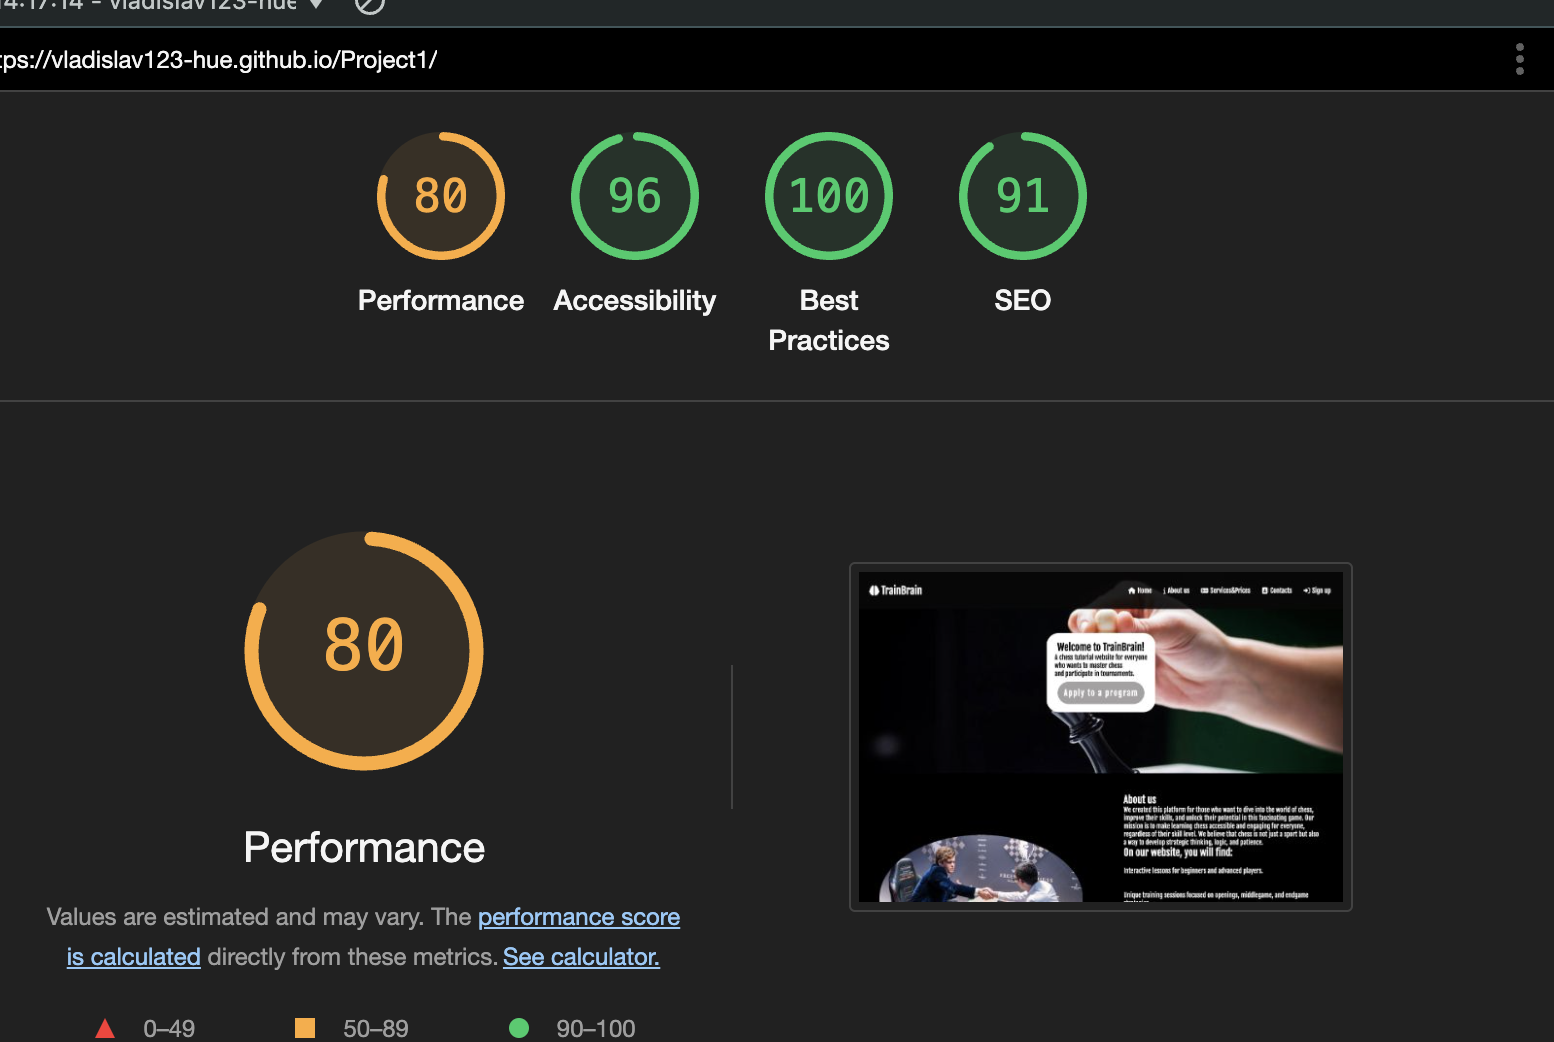 14:17:14 - vladislav123-hue
tps://vladislav123-hue.github.io/Project1/
80
96
100
91
Performance
Accessibility
Best
Practices
SEO
80
Performance
Values are estimated and may vary. The performance score
is calculated directly from these metrics. See calculator.
0–49
50–89
90–100
TrainBrain
Home
About us
Services&Prices
Contacts
Sign up
Welcome to TrainBrain!
A chess tutorial website for everyone
who wants to master chess
and participate in tournaments.
Apply to a program
About us
We created this platform for those who want to dive into the world of chess,
improve their skills, and unlock their potential in this fascinating game. Our
mission is to make learning chess accessible and engaging for everyone,
regardless of their skill level. We believe that chess is not just a sport but also
a way to develop strategic thinking, logic, and patience.
On our website, you will find:
Interactive lessons for beginners and advanced players.
Unique training sessions focused on openings, middlegame, and endgame